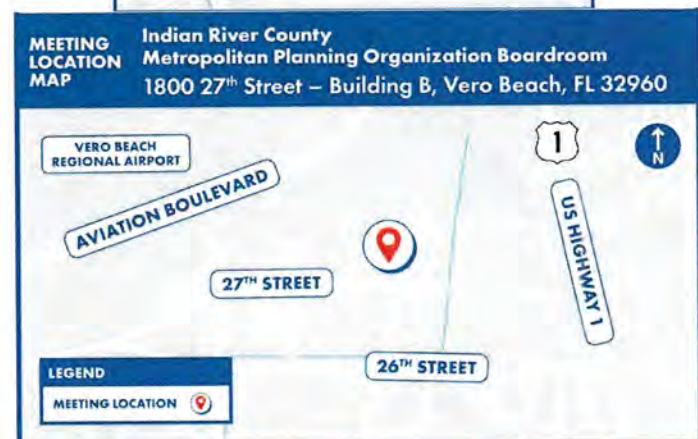 MEETING
LOCATION
MAP
Indian River County
Metropolitan Planning Organization Boardroom
1800 27th Street – Building B, Vero Beach, FL 32960
VERO BEACH
REGIONAL AIRPORT
1
N
AVIATION BOULEVARD
US HIGHWAY 1
27TH STREET
26TH STREET
LEGEND
MEETING LOCATION